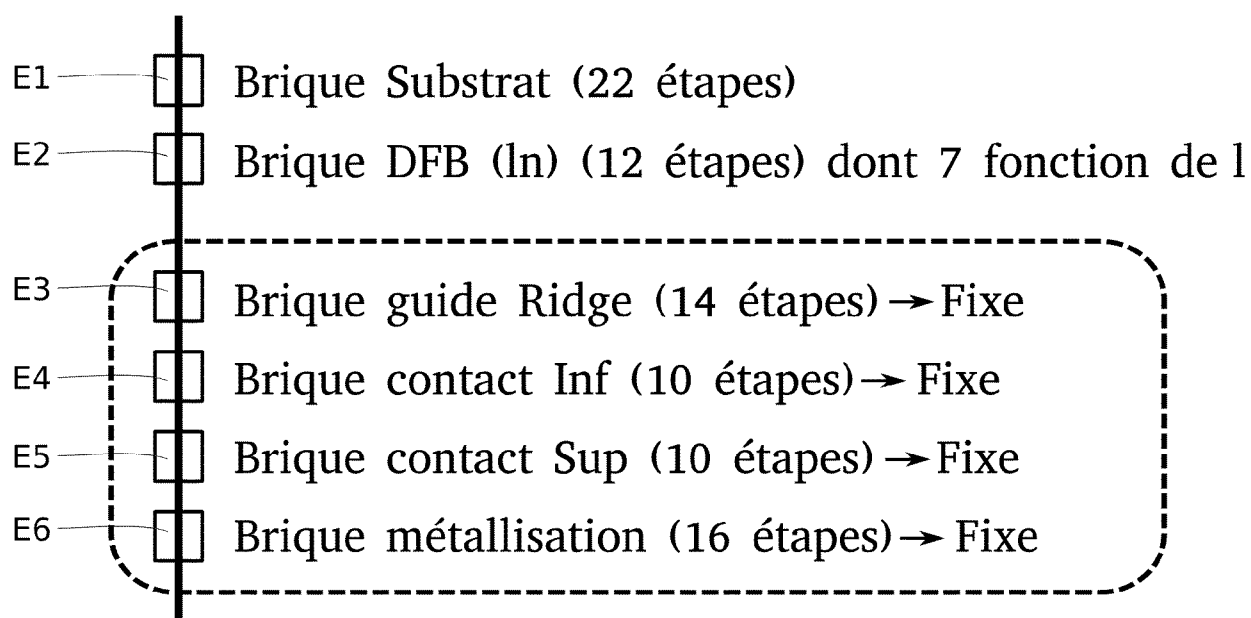 E1 Brique Substrat (22 étapes)
E2 Brique DFB (ln) (12 étapes) dont 7 fonction de l
E3 Brique guide Ridge (14 étapes) → Fixe
E4 Brique contact Inf (10 étapes) → Fixe
E5 Brique contact Sup (10 étapes) → Fixe
E6 Brique métallisation (16 étapes) → Fixe